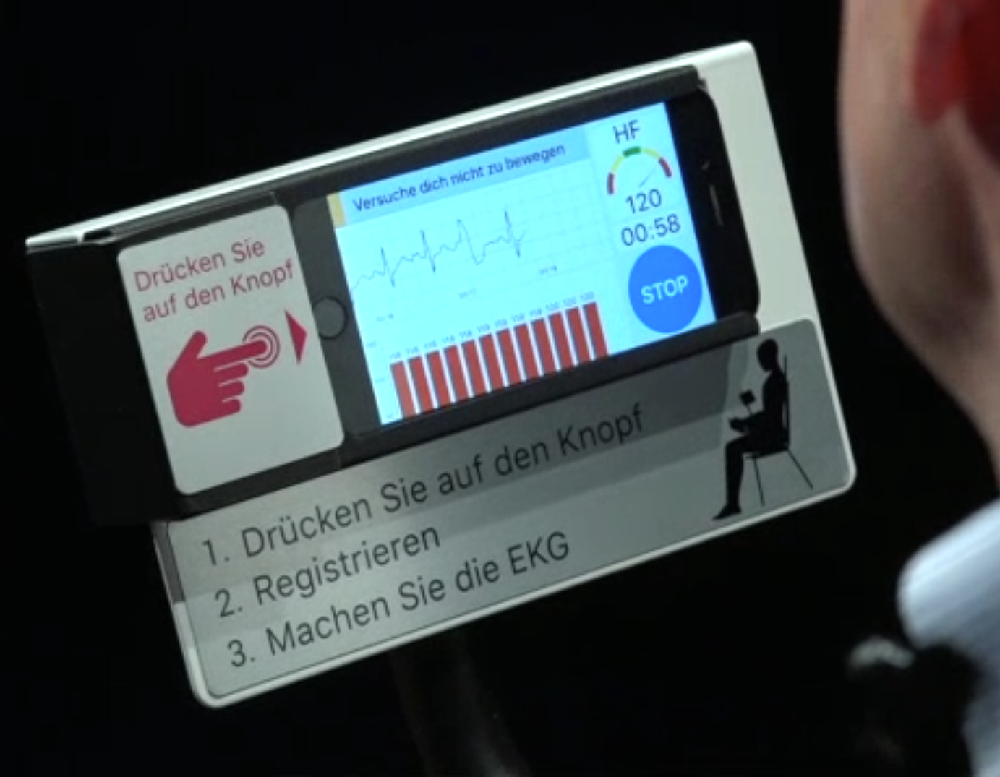 Drücken Sie
auf den Knopf
Versuche dich nicht zu bewegen
HF
120
00:58
STOP
1. Drücken Sie auf den Knopf
2. Registrieren
3. Machen Sie die EKG